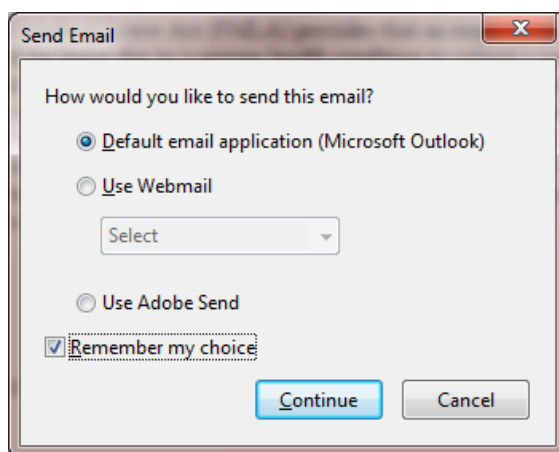 Send Email
How would you like to send this email?
Default email application (Microsoft Outlook)
Use Webmail
Select
Use Adobe Send
Remember my choice
Continue
Cancel